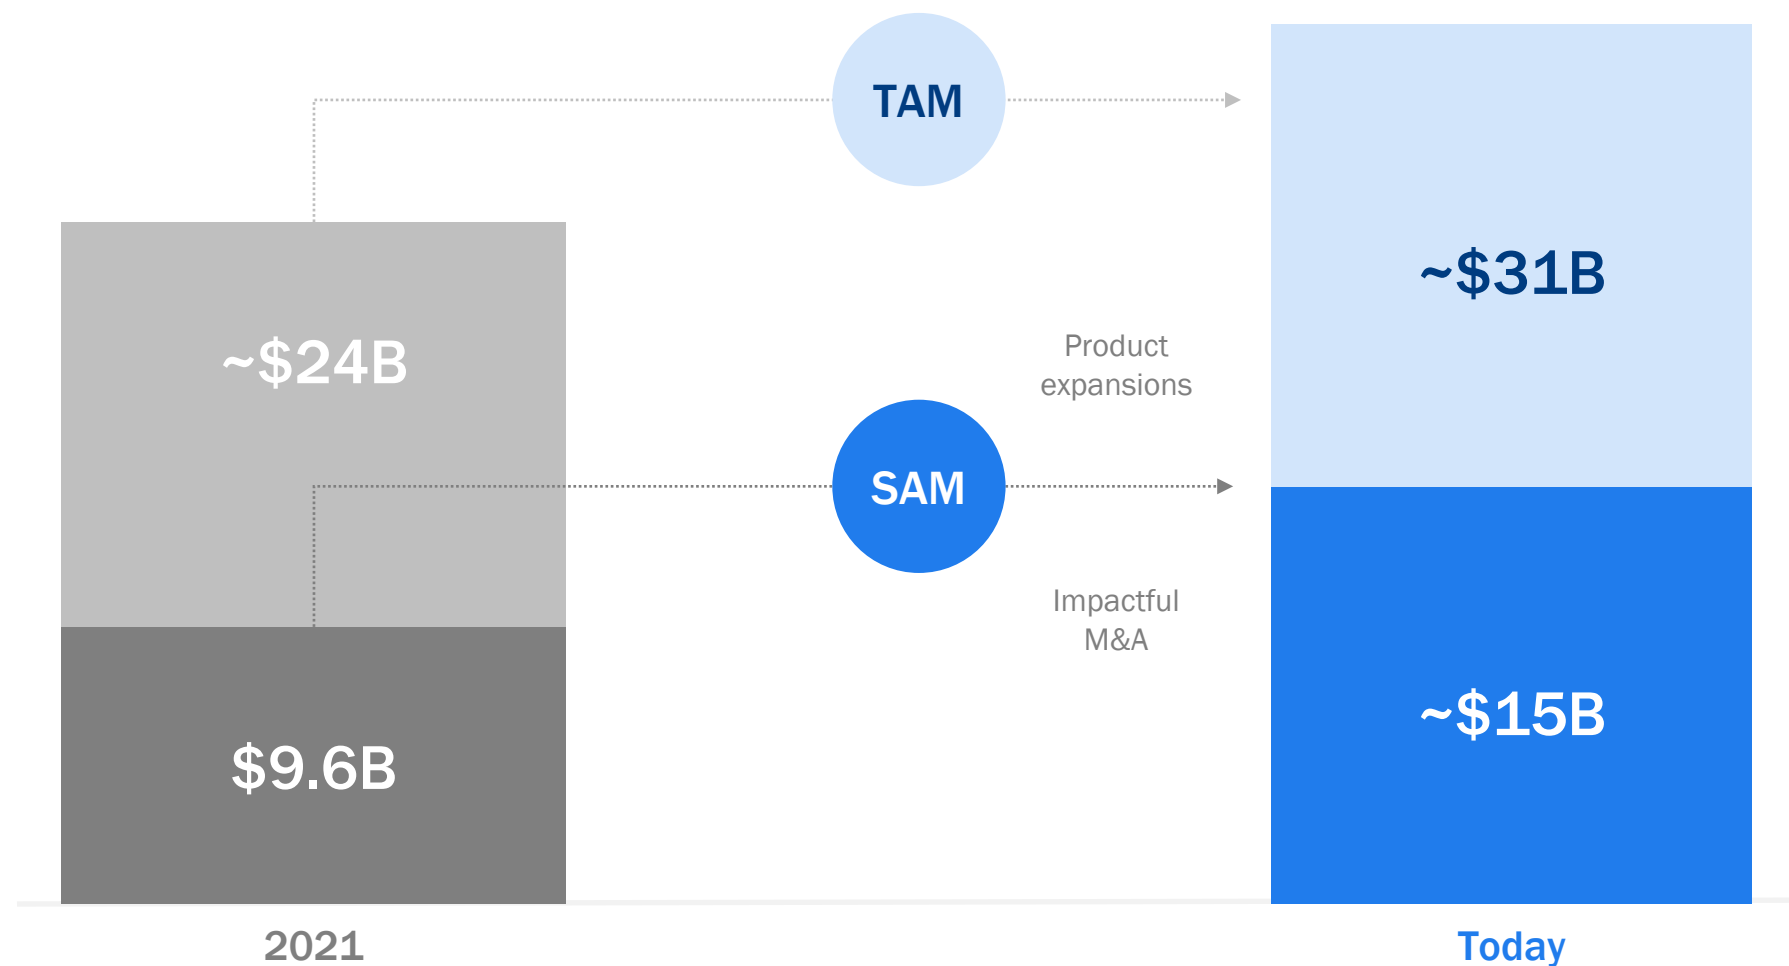 TAM
~$31B
~$24B
Product
expansions
SAM
Impactful
M&A
~$15B
$9.6B
2021
Today